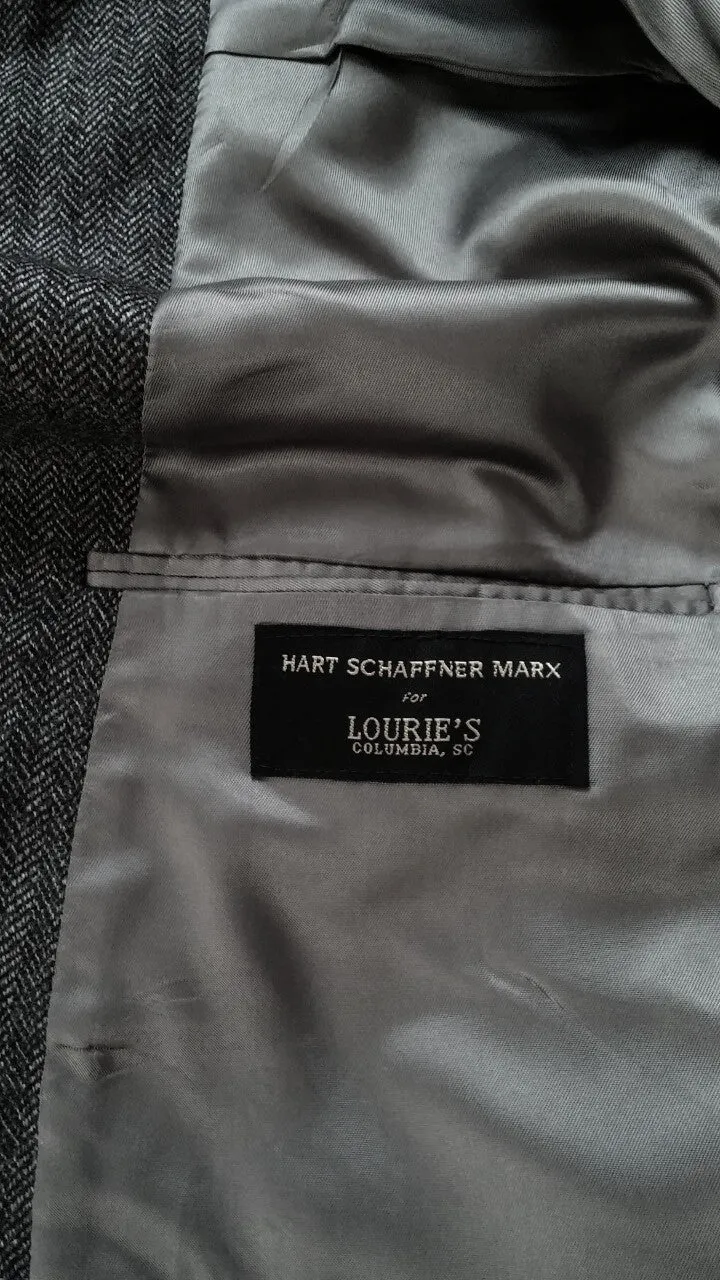 HART SCHAFFNER MARX
for
LOURIE'S
COLUMBIA, SC